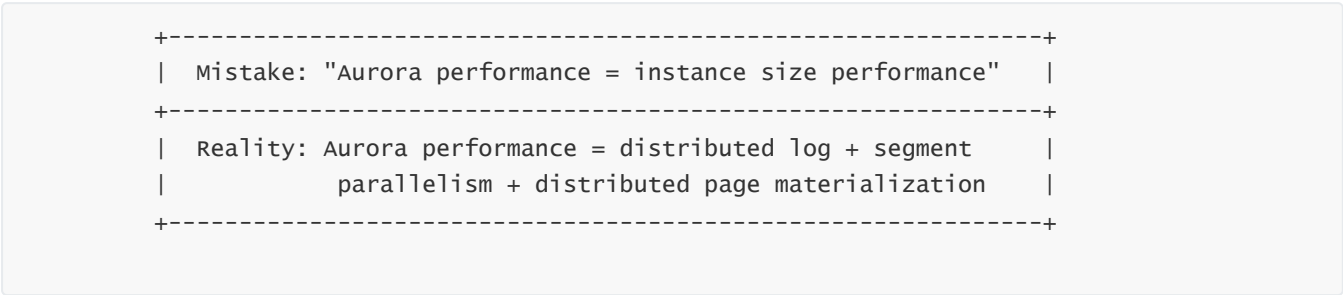 +--------------------------------------------------------------+
|  Mistake: "Aurora performance = instance size performance"   |
+--------------------------------------------------------------+
|  Reality: Aurora performance = distributed log + segment     |
|            parallelism + distributed page materialization    |
+--------------------------------------------------------------+